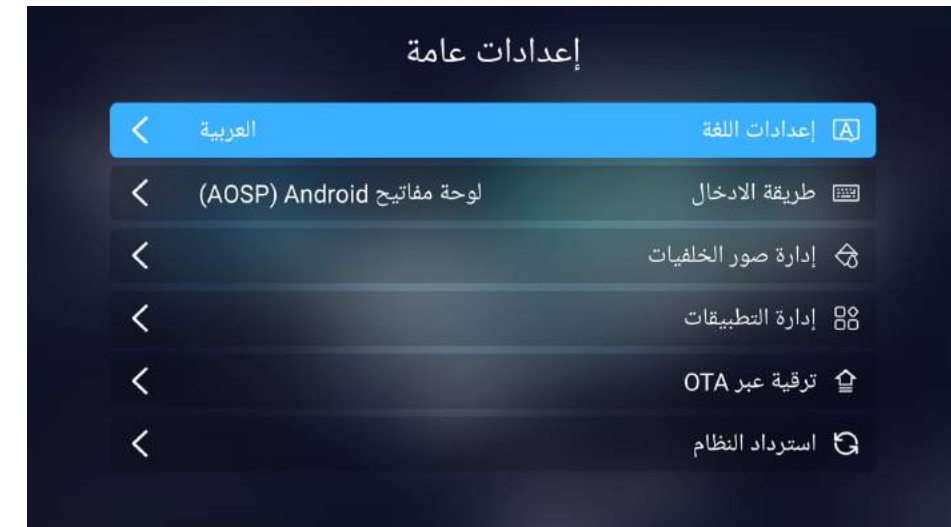 إعدادات عامة
إعدادات اللغة العربية
طريقة الادخال لوحة مفاتيح Android (AOSP)
إدارة صور الخلفيات
إدارة التطبيقات
ترقية عبر OTA
استرداد النظام